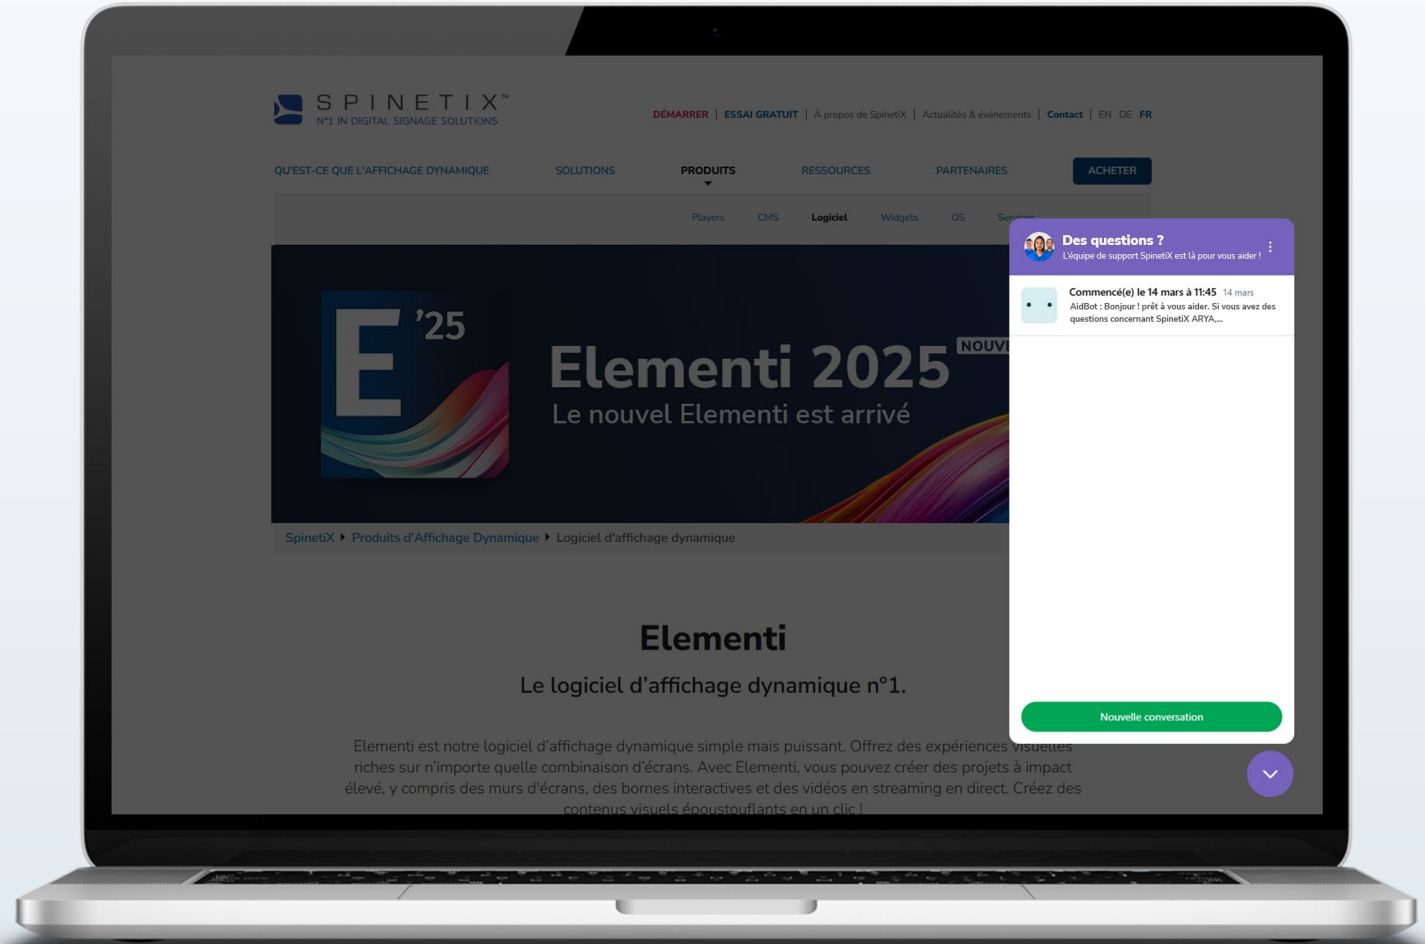 SPINETIX™
N°1 IN DIGITAL SIGNAGE SOLUTIONS
DÉMARRER | ESSAI GRATUIT | À propos de SpinetiX | Actualités & événements | Contact | EN DE FR
QU'EST-CE QUE L'AFFICHAGE DYNAMIQUE SOLUTIONS PRODUITS RESSOURCES PARTENAIRES ACHETER
Players CMS Logiciel Widgets OS Services
E '25
Elementi 2025
Le nouvel Elementi est arrivé
SpinetiX Produits d'Affichage Dynamique Logiciel d'affichage dynamique
Elementi
Le logiciel d'affichage dynamique n°1.
Elementi est notre logiciel d'affichage dynamique simple mais puissant. Offrez des expériences visuelles
riches sur n'importe quelle combinaison d'écrans. Avec Elementi, vous pouvez créer des projets à impact
élevé, y compris des murs d'écrans, des bornes interactives et des vidéos en streaming en direct. Créez des
contenus visuels époustouflants en un clic !
Des questions ?
L'équipe de support SpinetiX est là pour vous aider !
Commencé(e) le 14 mars à 11:45 14 mars
AidBot : Bonjour ! prêt à vous aider. Si vous avez des
questions concernant SpinetiX ARYA,...
Nouvelle conversation